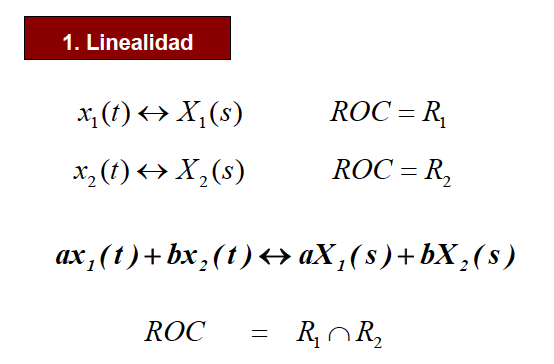 1. Linealidad
x₁(t) ↔ X₁(s) ROC = R₁
x₂(t) ↔ X₂(s) ROC = R₂
ax₁(t) + bx₂(t) ↔ aX₁(s) + bX₂(s)
ROC = R₁ ∩ R₂